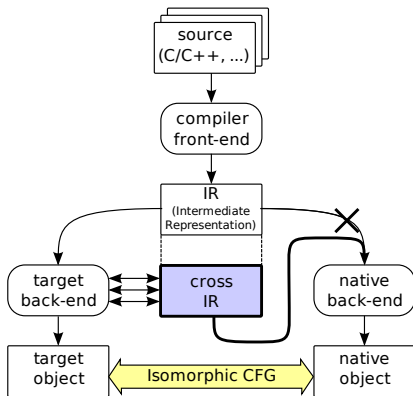 source
(C/C++, ...)
compiler
front-end
IR
(Intermediate
Representation)
target
back-end
cross
IR
native
back-end
target
object
Isomorphic CFG
native
object